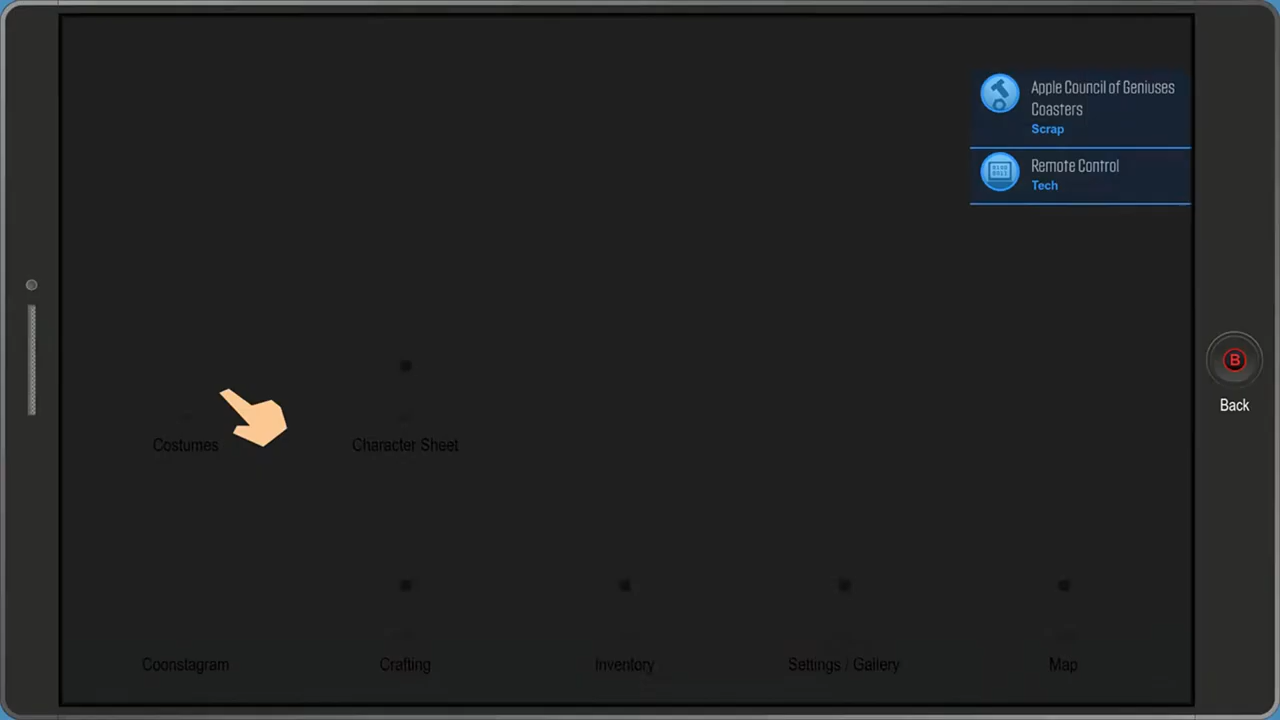 Apple Council of Geniuses
Coasters
Scrap
Remote Control
Tech
B
Back
Costumes
Character Sheet
Coonstagram
Crafting
Inventory
Settings / Gallery
Map